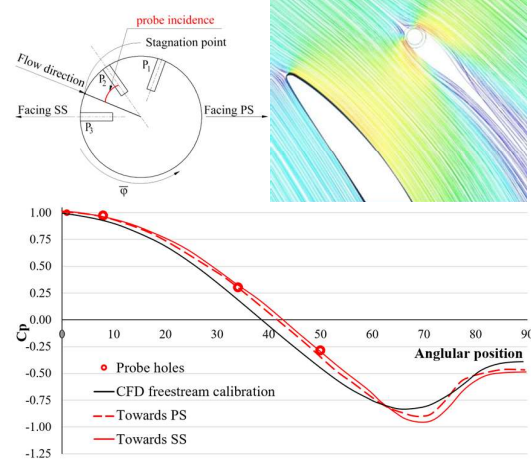 probe incidence
Stagnation point
Flow direction
P1
P2
P3
Facing SS
Facing PS
φ
1.00
0.75
0.50
0.25
0.00
-0.25
-0.50
-0.75
-1.00
-1.25
Cp
0 10 20 30 40 50 60 70 80 90
Anglular position
Probe holes
CFD freestream calibration
Towards PS
Towards SS